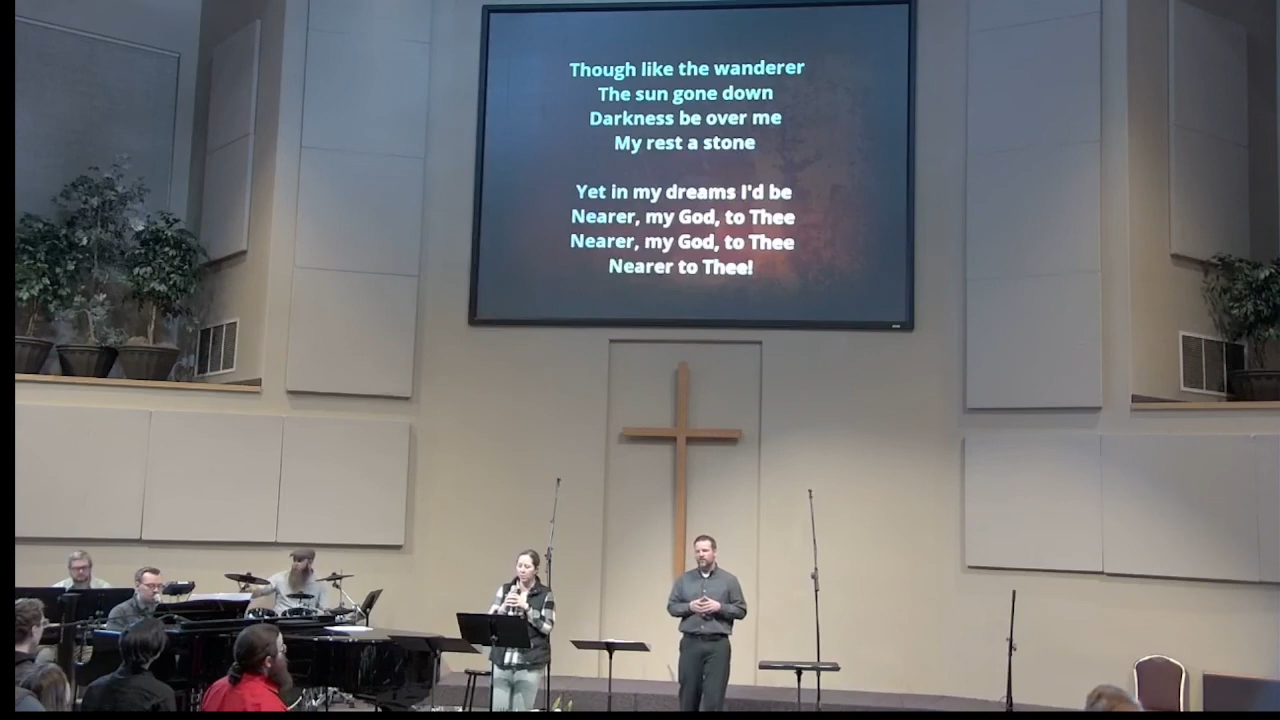 Though like the wanderer
The sun gone down
Darkness be over me
My rest a stone
Yet in my dreams I'd be
Nearer, my God, to Thee
Nearer, my God, to Thee
Nearer to Thee!